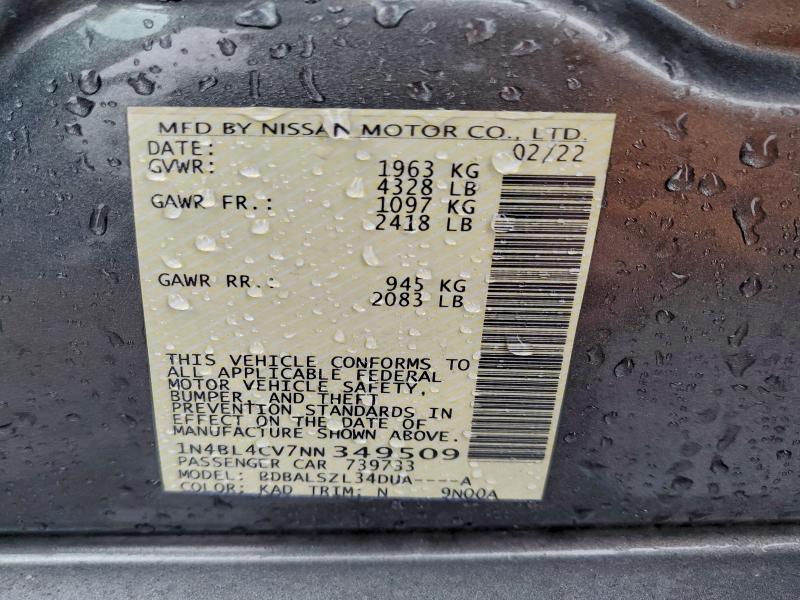 MFD BY NISSAN MOTOR CO., LTD.
DATE: 02/22
GVWR: 1963 KG
4328 LB
GAWR FR.: 1097 KG
2418 LB
GAWR RR.: 945 KG
2083 LB
THIS VEHICLE CONFORMS TO
ALL APPLICABLE FEDERAL
MOTOR VEHICLE SAFETY,
BUMPER, AND THEFT
PREVENTION STANDARDS IN
EFFECT ON THE DATE OF
MANUFACTURE SHOWN ABOVE.
1N4BL4CV7NN 349509
PASSENGER CAR 739733
MODEL: BDBALSZL34DUA----A
COLOR: KAD TRIM: N 9N00A